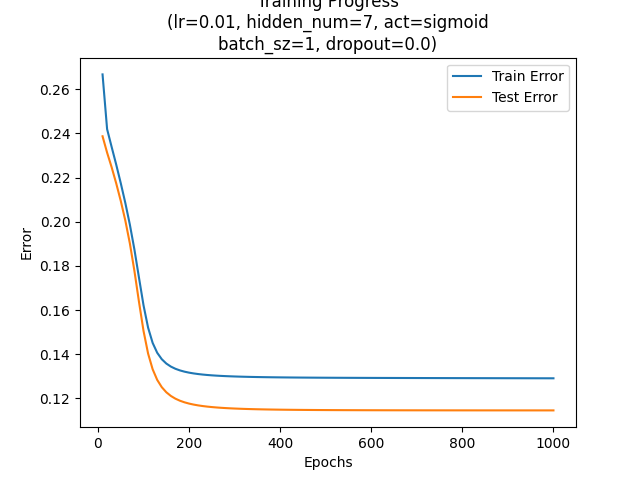 Training Progress
(lr=0.01, hidden_num=7, act=sigmoid
batch_sz=1, dropout=0.0)
Train Error
Test Error
0.26
0.24
0.22
0.20
0.18
0.16
0.14
0.12
Error
0 200 400 600 800 1000
Epochs